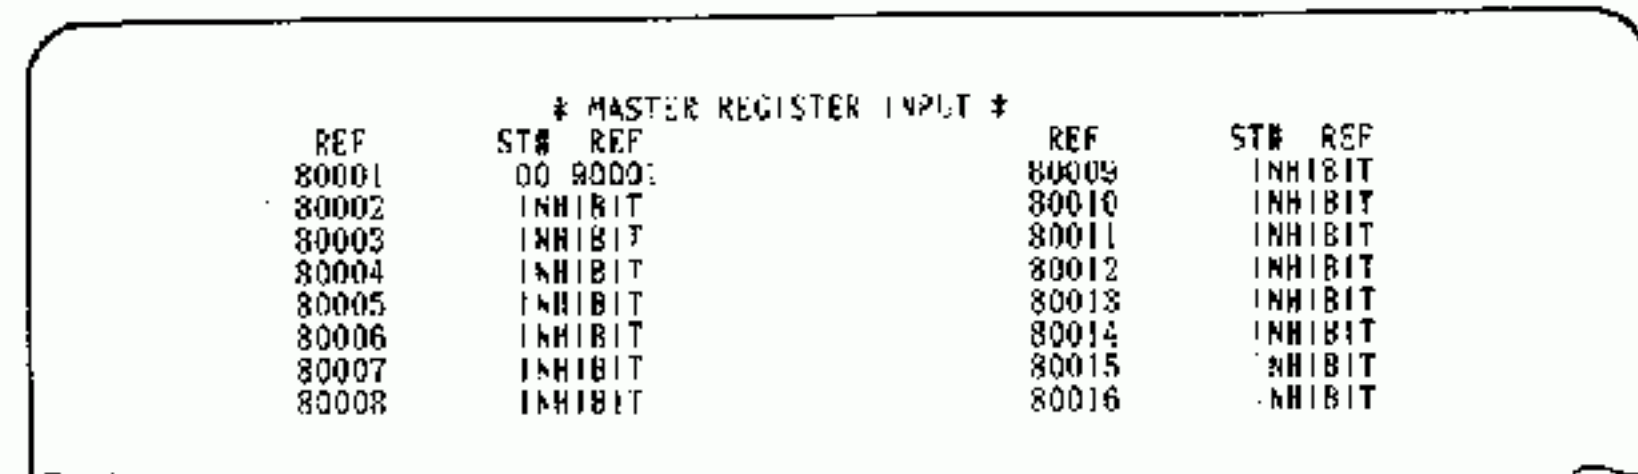 * MASTER REGISTER INPUT *
REF ST# REF REF ST# REF
80001 00 90001 80009 INHIBIT
80002 INHIBIT 80010 INHIBIT
80003 INHIBIT 80011 INHIBIT
80004 INHIBIT 80012 INHIBIT
80005 INHIBIT 80013 INHIBIT
80006 INHIBIT 80014 INHIBIT
80007 INHIBIT 80015 INHIBIT
80008 INHIBIT 80016 INHIBIT